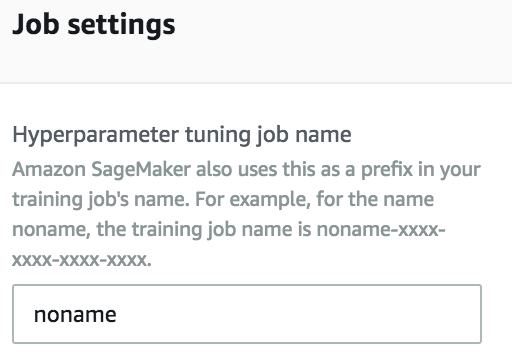 Job settings
Hyperparameter tuning job name
Amazon SageMaker also uses this as a prefix in your
training job's name. For example, for the name
noname, the training job name is noname-xxxx-
xxxx-xxxx-xxxx.
noname